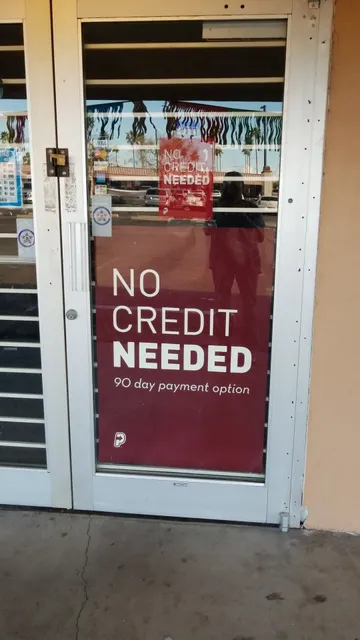 NO
CREDIT
NEEDED
NO
CREDIT
NEEDED
90 day payment option